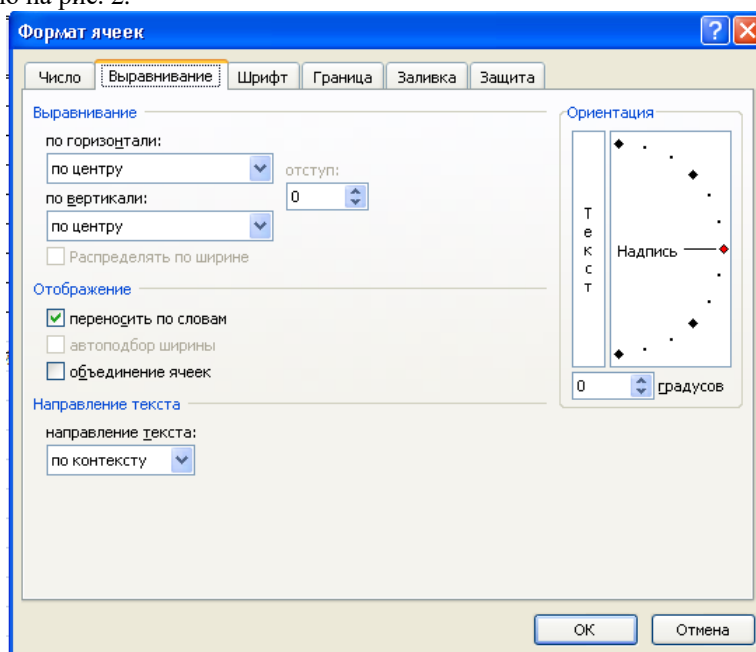 на рис. 2.
Формат ячеек
Число Выравнивание Шрифт Граница Заливка Защита
Выравнивание
по горизонтали:
по центру
отступ:
0
по вертикали:
по центру
Распределять по ширине
Отображение
переносить по словам
автоподбор ширины
объединение ячеек
Направление текста
направление текста:
по контексту
Ориентация
Текст
Надпись
0 градусов
ОК Отмена